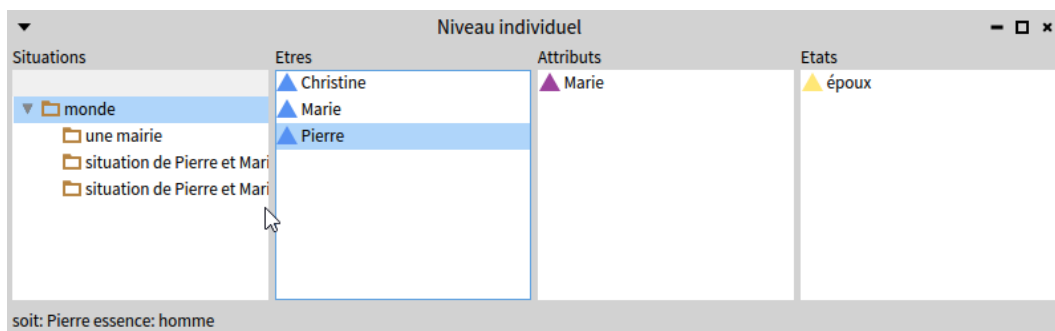 Niveau individuel
Situations Etres Attributs Etats
monde
une mairie
situation de Pierre et Mari
situation de Pierre et Mari
Christine
Marie
Pierre
Marie
époux
soit: Pierre essence: homme